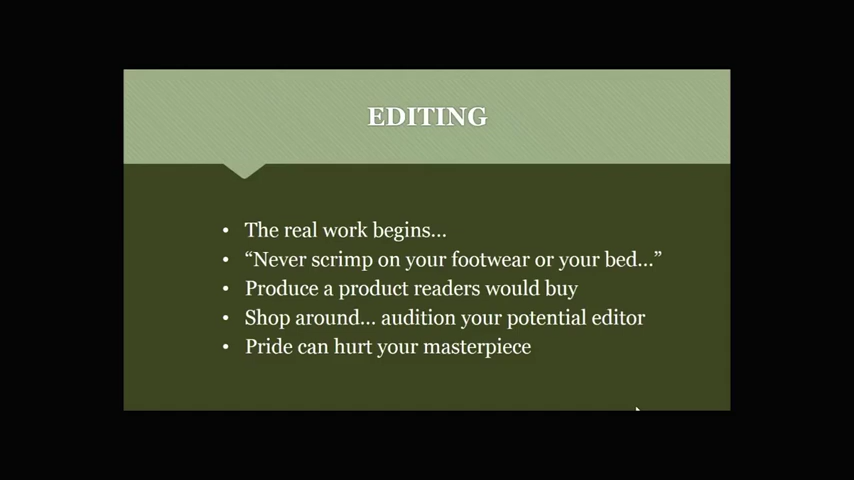 EDITING
• The real work begins...
• “Never scrimp on your footwear or your bed...”
• Produce a product readers would buy
• Shop around... audition your potential editor
• Pride can hurt your masterpiece